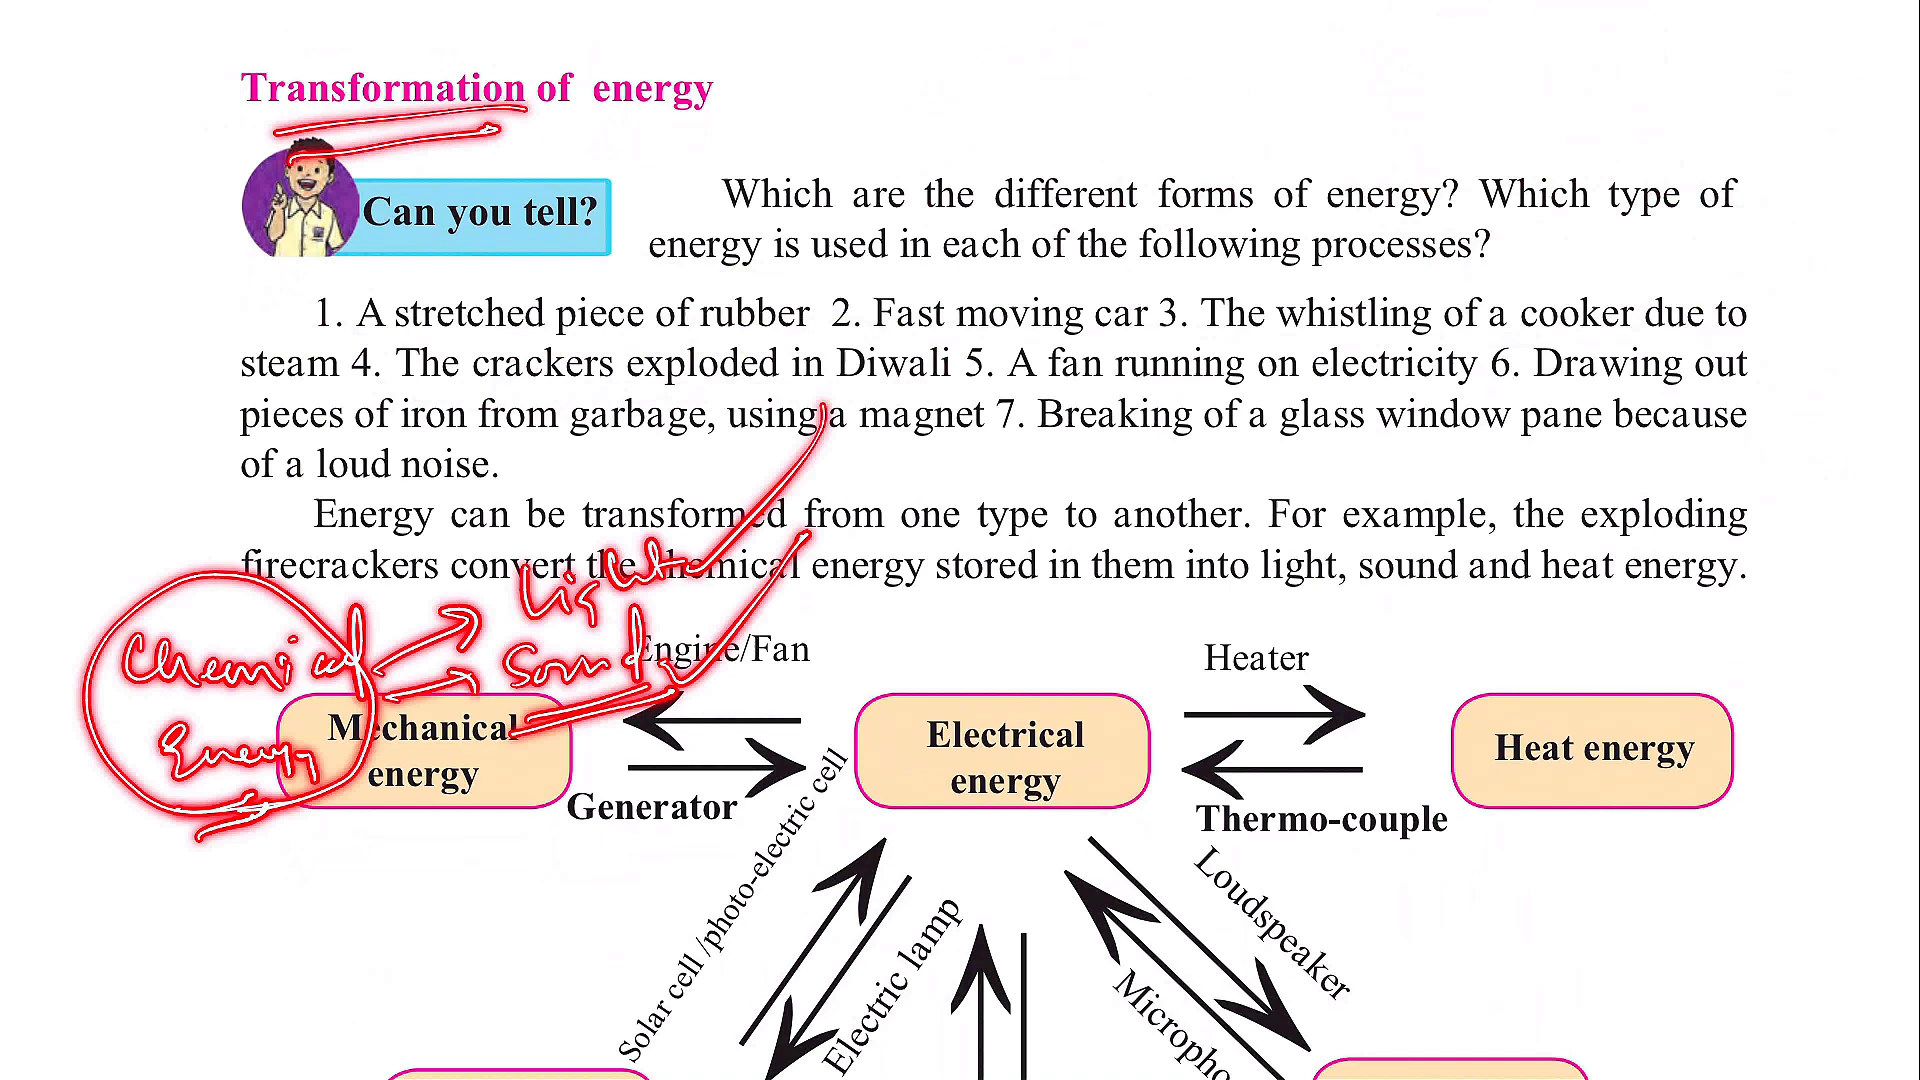 Transformation of energy
Can you tell?
Which are the different forms of energy? Which type of
energy is used in each of the following processes?
1. A stretched piece of rubber 2. Fast moving car 3. The whistling of a cooker due to
steam 4. The crackers exploded in Diwali 5. A fan running on electricity 6. Drawing out
pieces of iron from garbage, using a magnet 7. Breaking of a glass window pane because
of a loud noise.
Energy can be transformed from one type to another. For example, the exploding
firecrackers convert the chemical energy stored in them into light, sound and heat energy.
Light
Chemical
Sound
Energy
Engine/Fan
Heater
Mechanical
energy
Electrical
energy
Heat energy
Generator
Thermo-couple
Solar cell /photo-electric cell
Electric lamp
Loudspeaker
Micropho